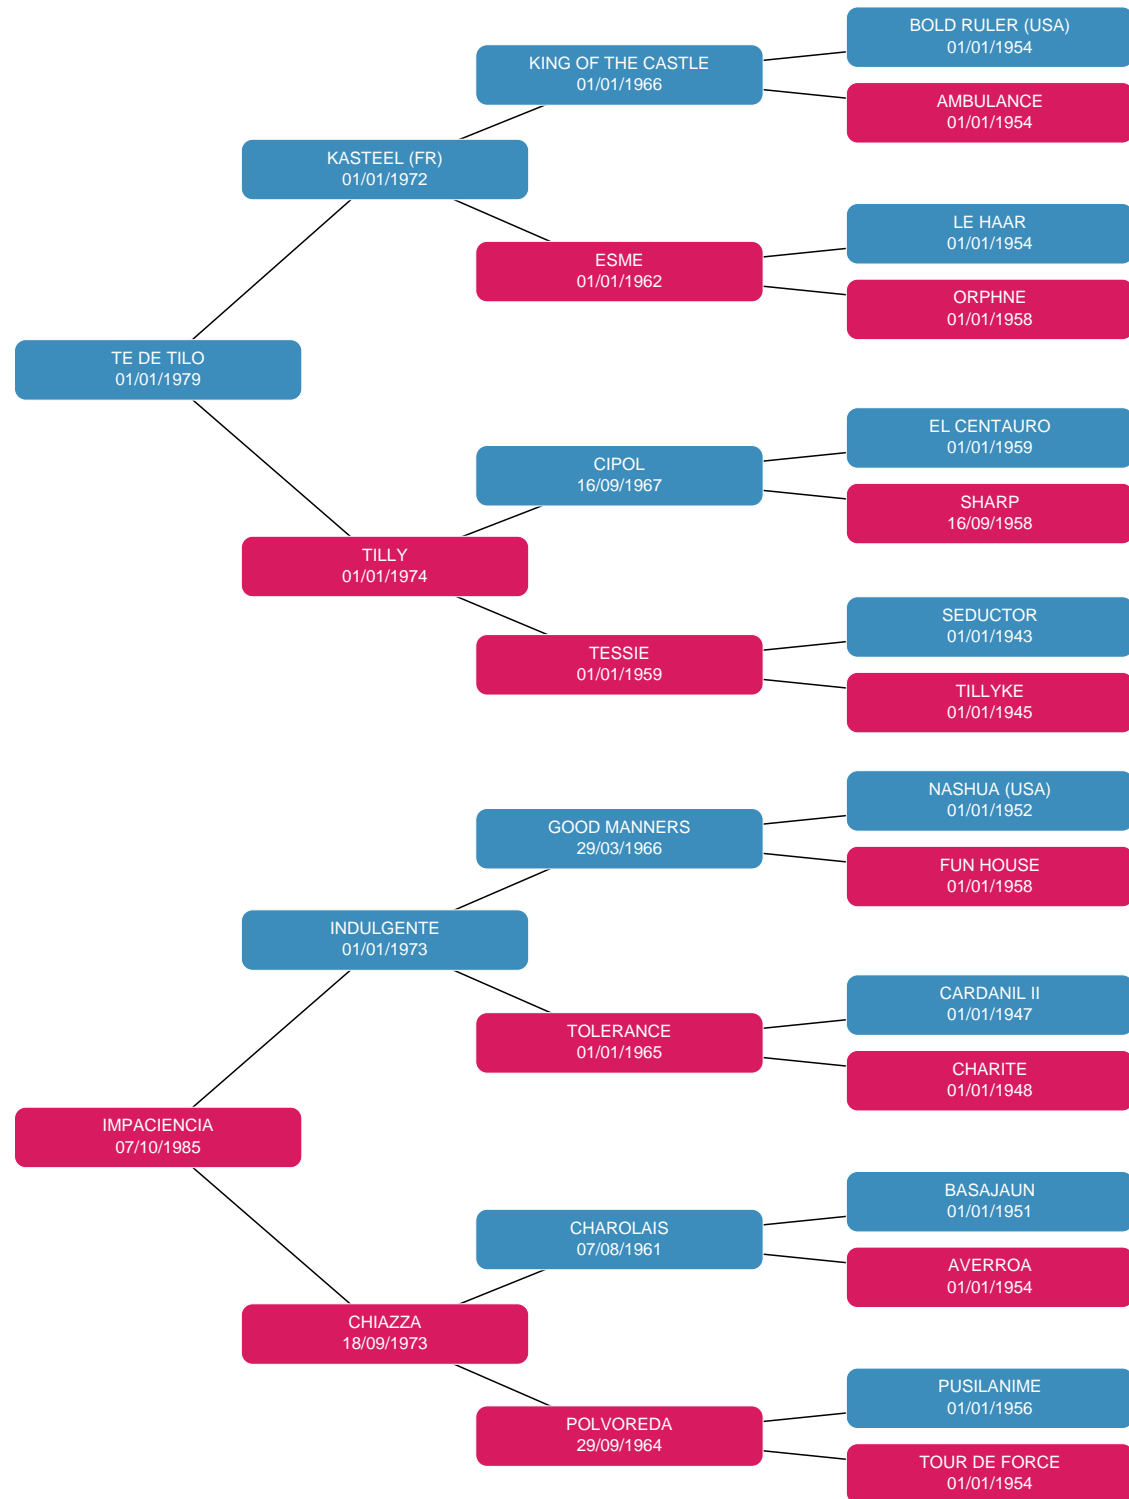 BOLD RULER (USA)
01/01/1954
KING OF THE CASTLE
01/01/1966
AMBULANCE
01/01/1954
KASTEEL (FR)
01/01/1972
LE HAAR
01/01/1954
ESME
01/01/1962
ORPHNE
01/01/1958
TE DE TILO
01/01/1979
EL CENTAURO
01/01/1959
CIPOL
16/09/1967
SHARP
16/09/1958
TILLY
01/01/1974
SEDUCTOR
01/01/1943
TESSIE
01/01/1959
TILLYKE
01/01/1945
NASHUA (USA)
01/01/1952
GOOD MANNERS
29/03/1966
FUN HOUSE
01/01/1958
INDULGENTE
01/01/1973
CARDANIL II
01/01/1947
TOLERANCE
01/01/1965
CHARITE
01/01/1948
IMPACIENCIA
07/10/1985
BASAJAUN
01/01/1951
CHAROLAIS
07/08/1961
AVERROA
01/01/1954
CHIAZZA
18/09/1973
PUSILANIME
01/01/1956
POLVOREDA
29/09/1964
TOUR DE FORCE
01/01/1954